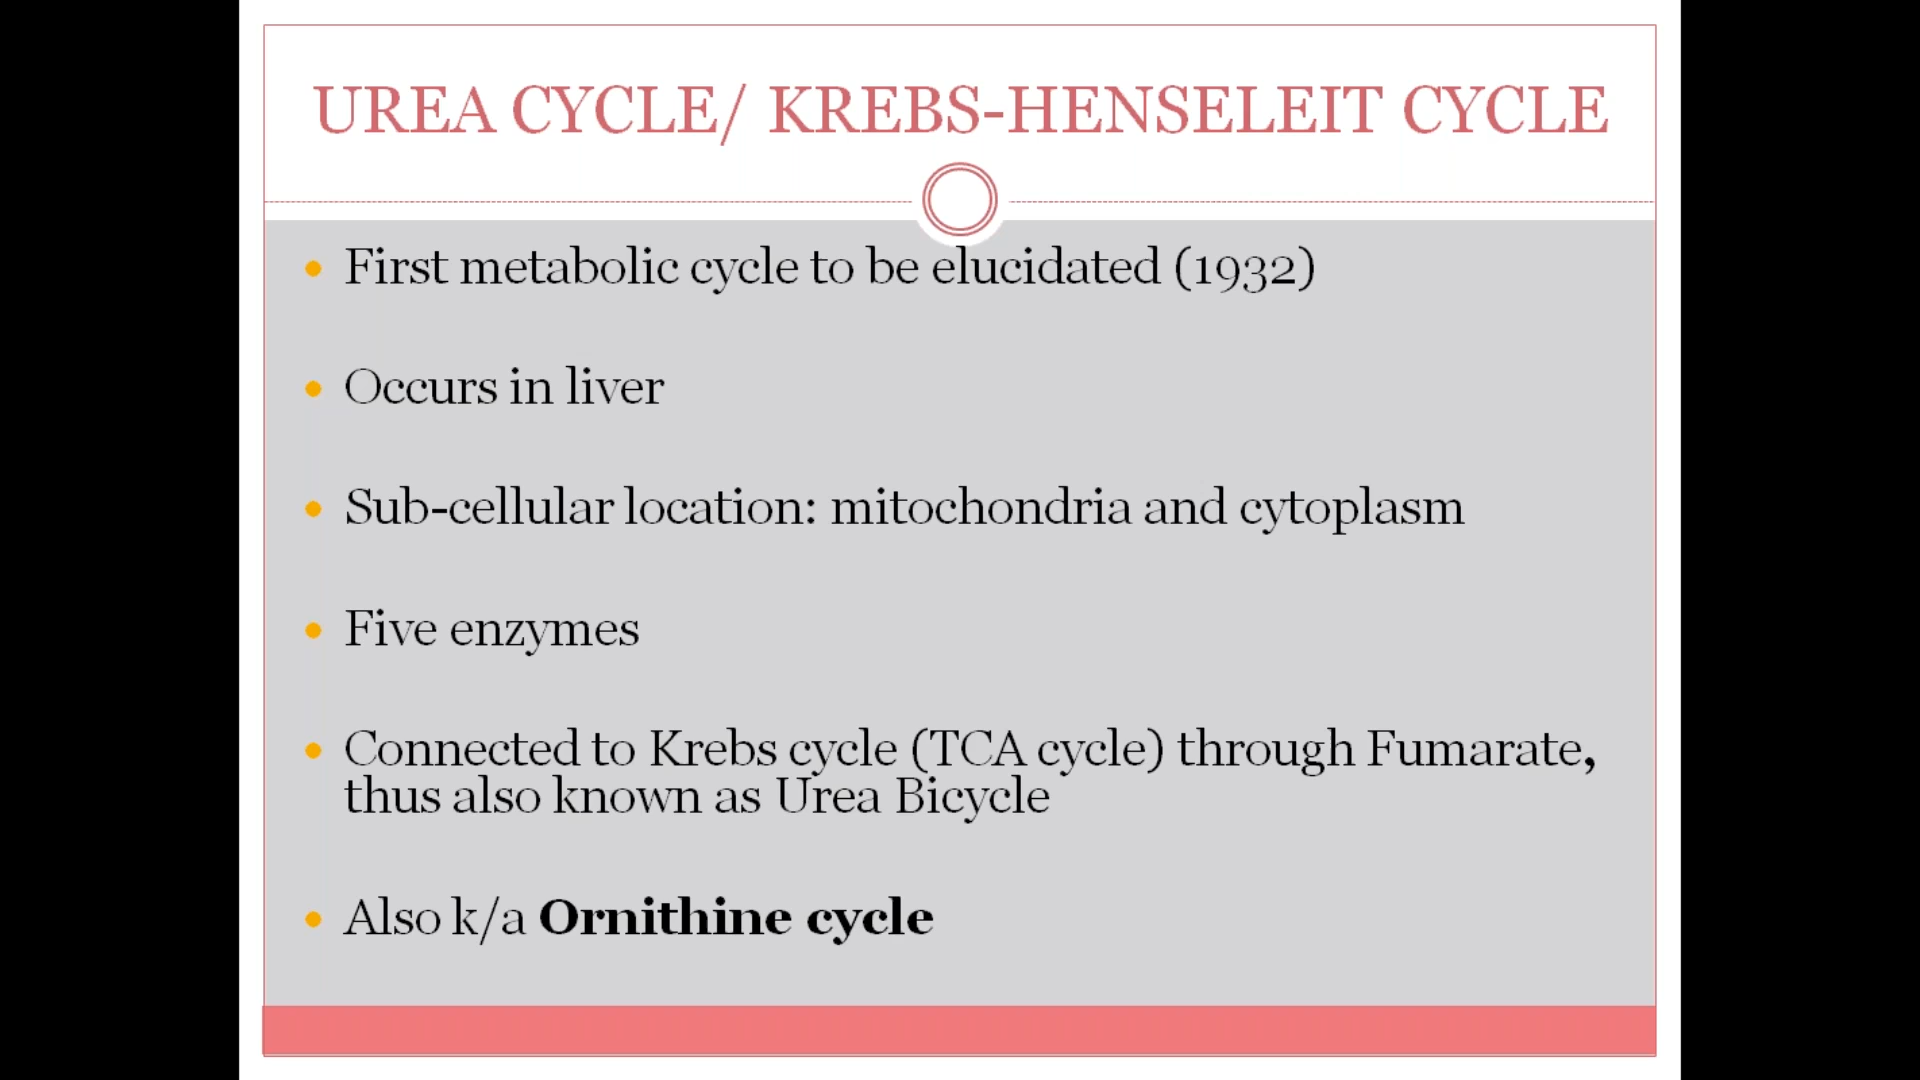 UREA CYCLE/ KREBS-HENSELEIT CYCLE
• First metabolic cycle to be elucidated (1932)
• Occurs in liver
• Sub-cellular location: mitochondria and cytoplasm
• Five enzymes
• Connected to Krebs cycle (TCA cycle) through Fumarate,
thus also known as Urea Bicycle
• Also k/a Ornithine cycle